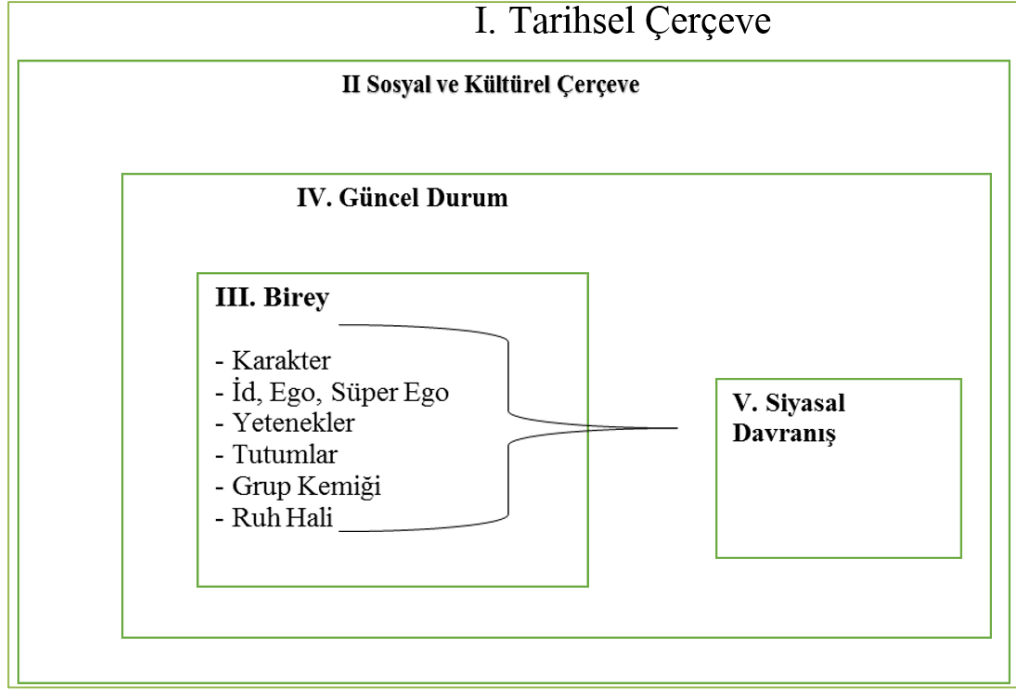 I. Tarihsel Çerçeve
II Sosyal ve Kültürel Çerçeve
IV. Güncel Durum
III. Birey
- Karakter
- İd, Ego, Süper Ego
- Yetenekler
- Tutumlar
- Grup Kemiği
- Ruh Hali
V. Siyasal
Davranış